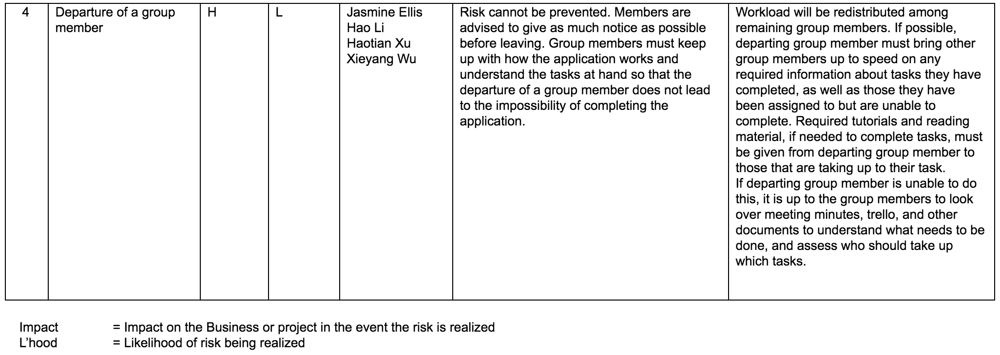 4
Departure of a group
member
H
L
Jasmine Ellis
Hao Li
Haotian Xu
Xieyang Wu
Risk cannot be prevented. Members are
advised to give as much notice as possible
before leaving. Group members must keep
up with how the application works and
understand the tasks at hand so that the
departure of a group member does not lead
to the impossibility of completing the
application.
Workload will be redistributed among
remaining group members. If possible,
departing group member must bring other
group members up to speed on any
required information about tasks they have
completed, as well as those they have
been assigned to but are unable to
complete. Required tutorials and reading
material, if needed to complete tasks, must
be given from departing group member to
those that are taking up to their task.
If departing group member is unable to do
this, it is up to the group members to look
over meeting minutes, trello, and other
documents to understand what needs to be
done, and assess who should take up
which tasks.
Impact = Impact on the Business or project in the event the risk is realized
L’hood = Likelihood of risk being realized